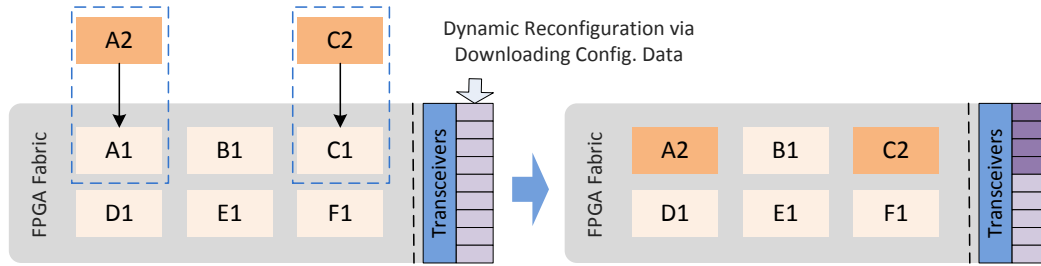 A2
C2
Dynamic Reconfiguration via
Downloading Config. Data
FPGA Fabric
A1
B1
C1
D1
E1
F1
Transceivers
FPGA Fabric
A2
B1
C2
D1
E1
F1
Transceivers